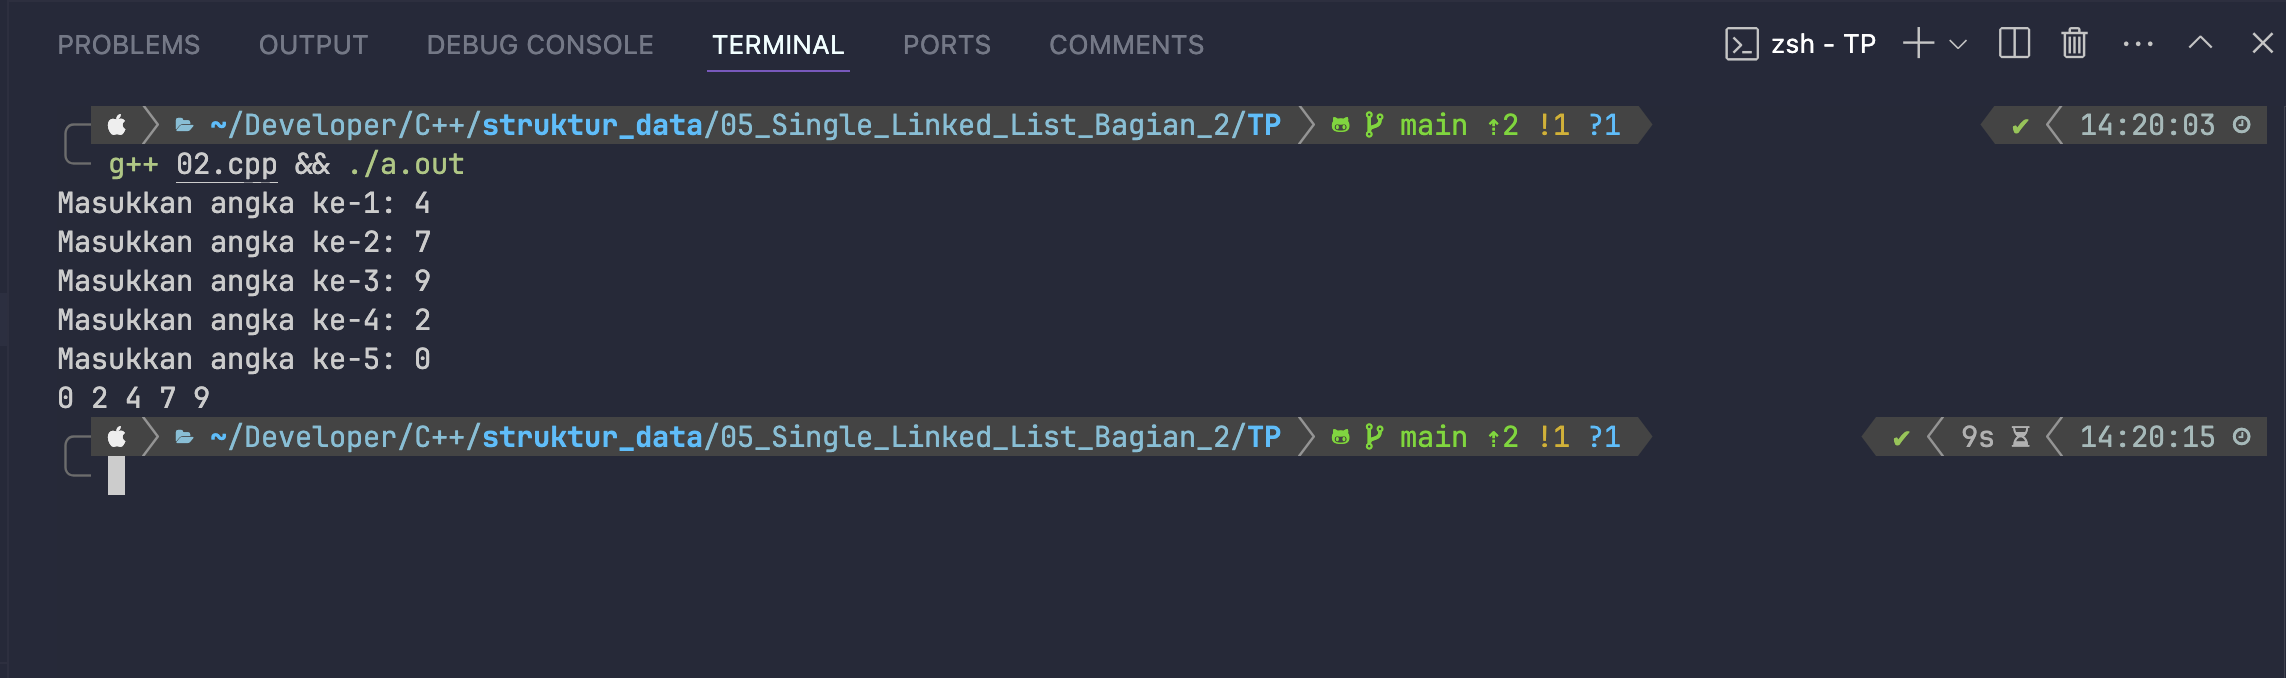 PROBLEMS OUTPUT DEBUG CONSOLE TERMINAL PORTS COMMENTS zsh - TP
~/Developer/C++/struktur_data/05_Single_Linked_List_Bagian_2/TP main ⇡2 !1 ?1 ✔ 14:20:03
g++ 02.cpp && ./a.out
Masukkan angka ke-1: 4
Masukkan angka ke-2: 7
Masukkan angka ke-3: 9
Masukkan angka ke-4: 2
Masukkan angka ke-5: 0
0 2 4 7 9
~/Developer/C++/struktur_data/05_Single_Linked_List_Bagian_2/TP main ⇡2 !1 ?1 ✔ 9s 14:20:15